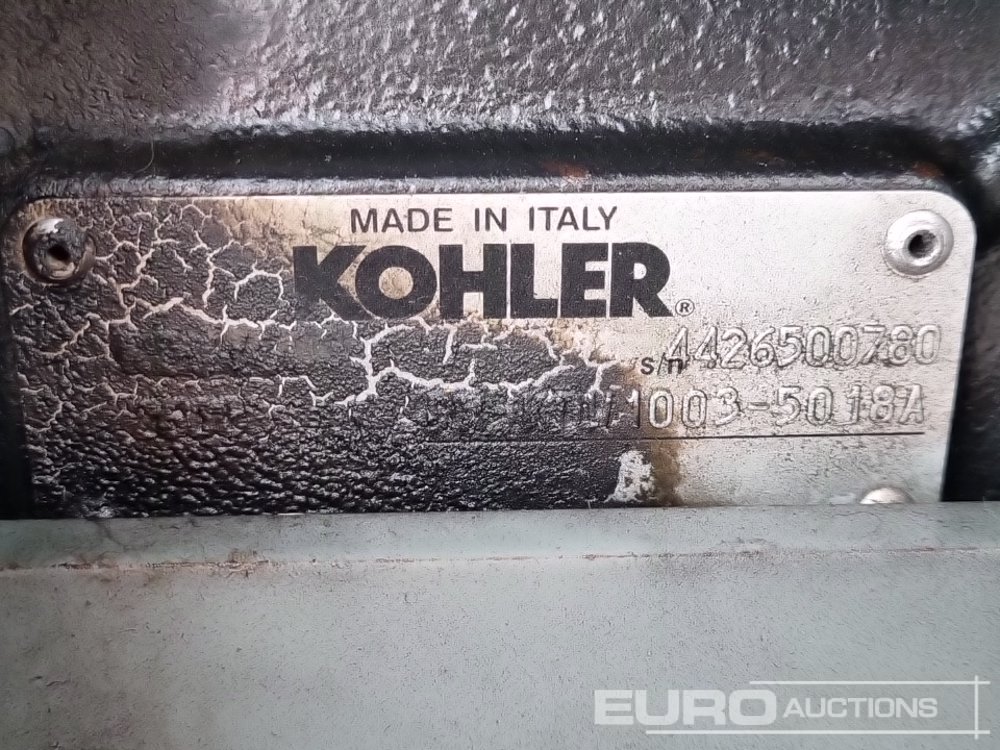 MADE IN ITALY
KOHLER®
s/n 4426500780
1003-5018A
EURO AUCTIONS